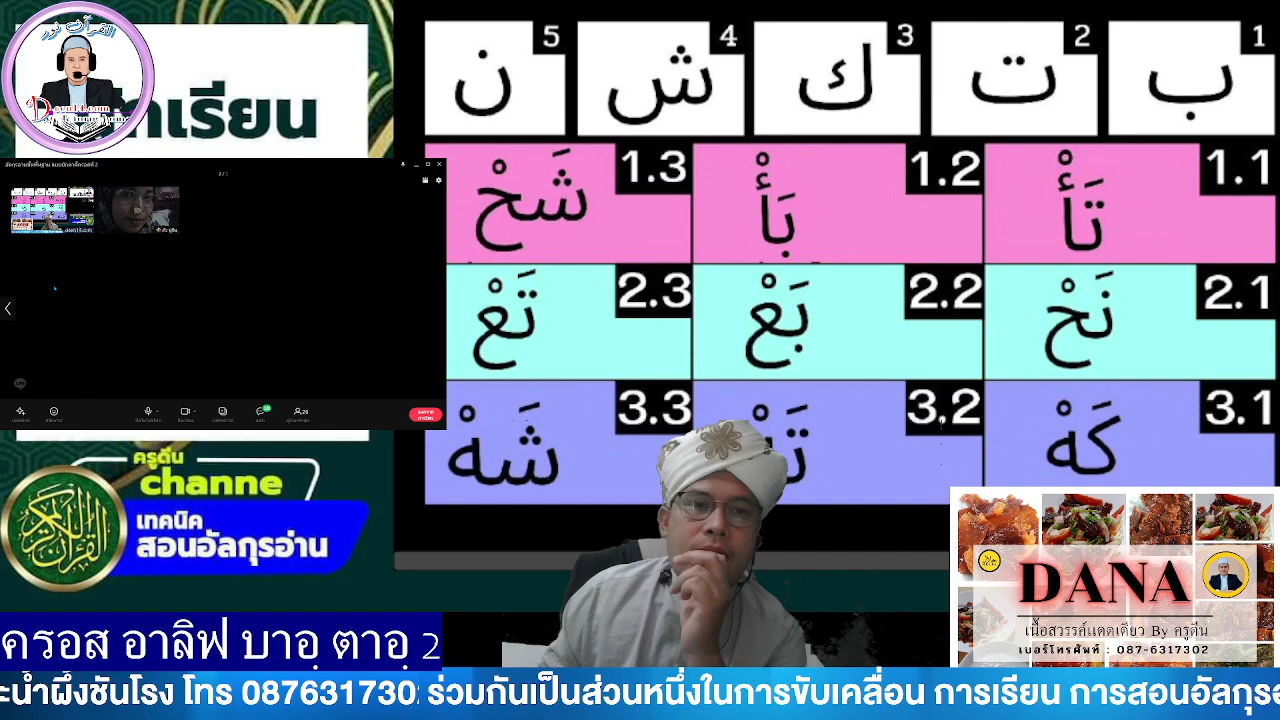 القرآن نور
Deen1d.com
กเรียน
5
4
3
2
1
ن
ش
ك
ت
ب
1.3
1.2
1.1
شَحْ
بَأْ
تَأْ
2.3
2.2
2.1
تَعْ
بَعْ
نَحْ
3.3
3.2
3.1
شَهْ
كَهْ
ครูดีน
channe
เทคนิค
สอนอัลกุรอ่าน
ครอส อาลิฟ บาอฺ ตาอฺ 2
DANA
เนื้อสวรรค์แดดเดียว By ครูดีน
เบอร์โทรศัพท์ : 087-6317302
ะนำผึ้งชันโรง โทร 087631730
ร่วมกันเป็นส่วนหนึ่งในการขับเคลื่อน การเรียน การสอนอัลกุรอ